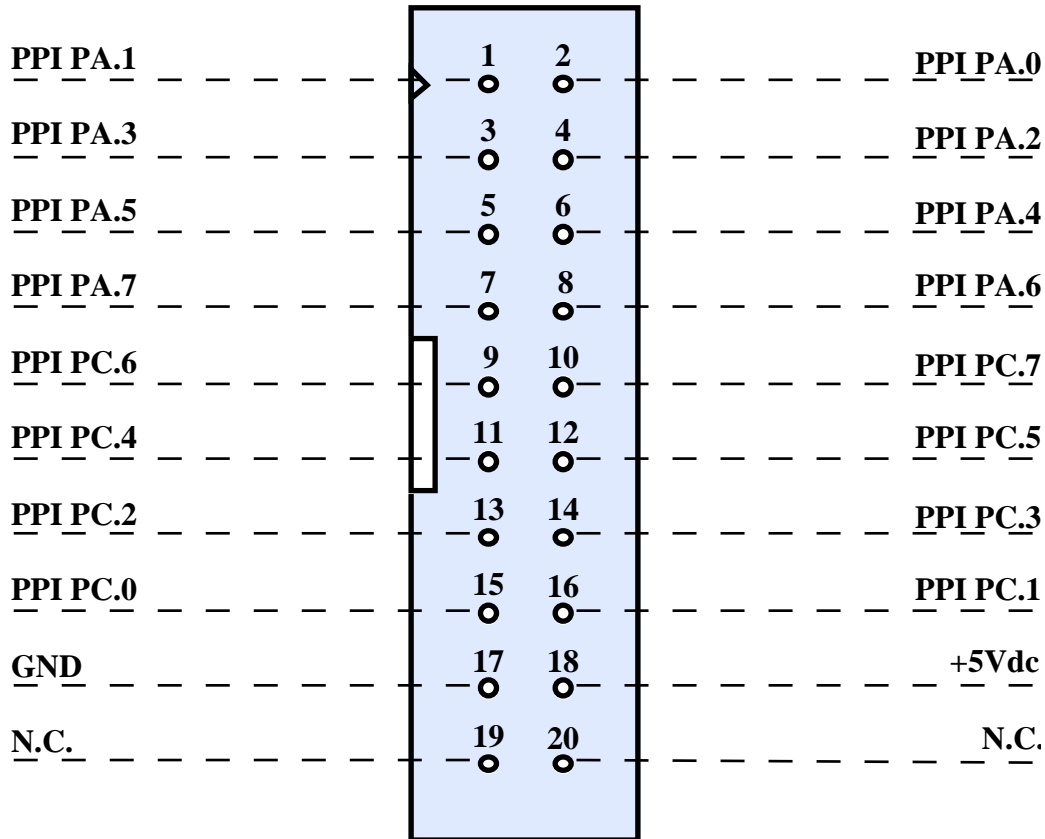 PPI PA.1 1 2 PPI PA.0
PPI PA.3 3 4 PPI PA.2
PPI PA.5 5 6 PPI PA.4
PPI PA.7 7 8 PPI PA.6
PPI PC.6 9 10 PPI PC.7
PPI PC.4 11 12 PPI PC.5
PPI PC.2 13 14 PPI PC.3
PPI PC.0 15 16 PPI PC.1
GND 17 18 +5Vdc
N.C. 19 20 N.C.